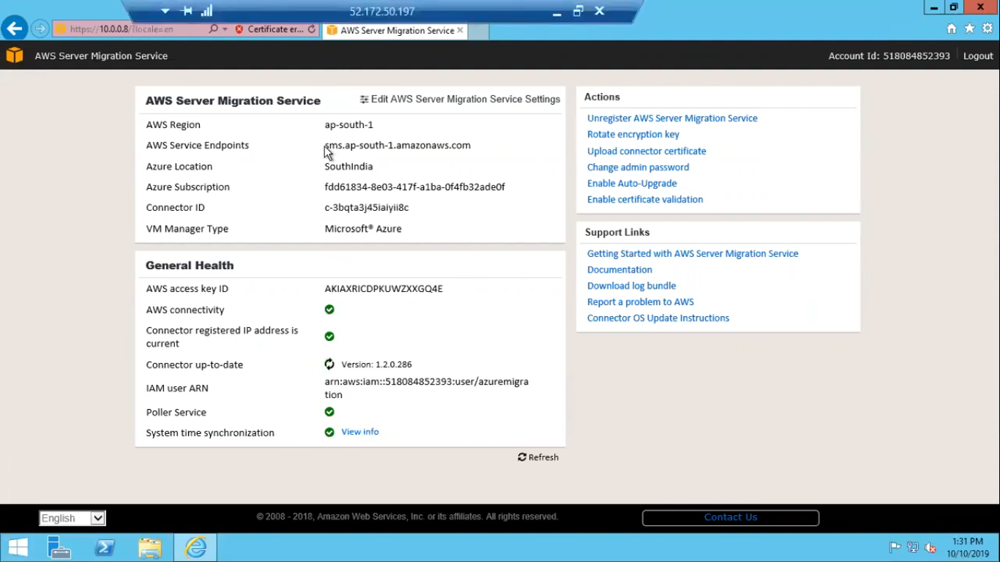 52.172.50.197
https://10.0.0.8/?locale=en
Certificate er...
AWS Server Migration Service
AWS Server Migration Service
Account Id: 518084852393
Logout
AWS Server Migration Service
Edit AWS Server Migration Service Settings
AWS Region
ap-south-1
AWS Service Endpoints
sms.ap-south-1.amazonaws.com
Azure Location
SouthIndia
Azure Subscription
fdd61834-8e03-417f-a1ba-0f4fb32ade0f
Connector ID
c-3bqta3j45iaiyii8c
VM Manager Type
Microsoft® Azure
General Health
AWS access key ID
AKIAXRICDPKUWZXXGQ4E
AWS connectivity
Connector registered IP address is
current
Connector up-to-date
Version: 1.2.0.286
IAM user ARN
arn:aws:iam::518084852393:user/azuremigra
tion
Poller Service
System time synchronization
View info
Refresh
Actions
Unregister AWS Server Migration Service
Rotate encryption key
Upload connector certificate
Change admin password
Enable Auto-Upgrade
Enable certificate validation
Support Links
Getting Started with AWS Server Migration Service
Documentation
Download log bundle
Report a problem to AWS
Connector OS Update Instructions
English
© 2008 - 2018, Amazon Web Services, Inc. or its affiliates. All rights reserved.
Contact Us
1:31 PM
10/10/2019